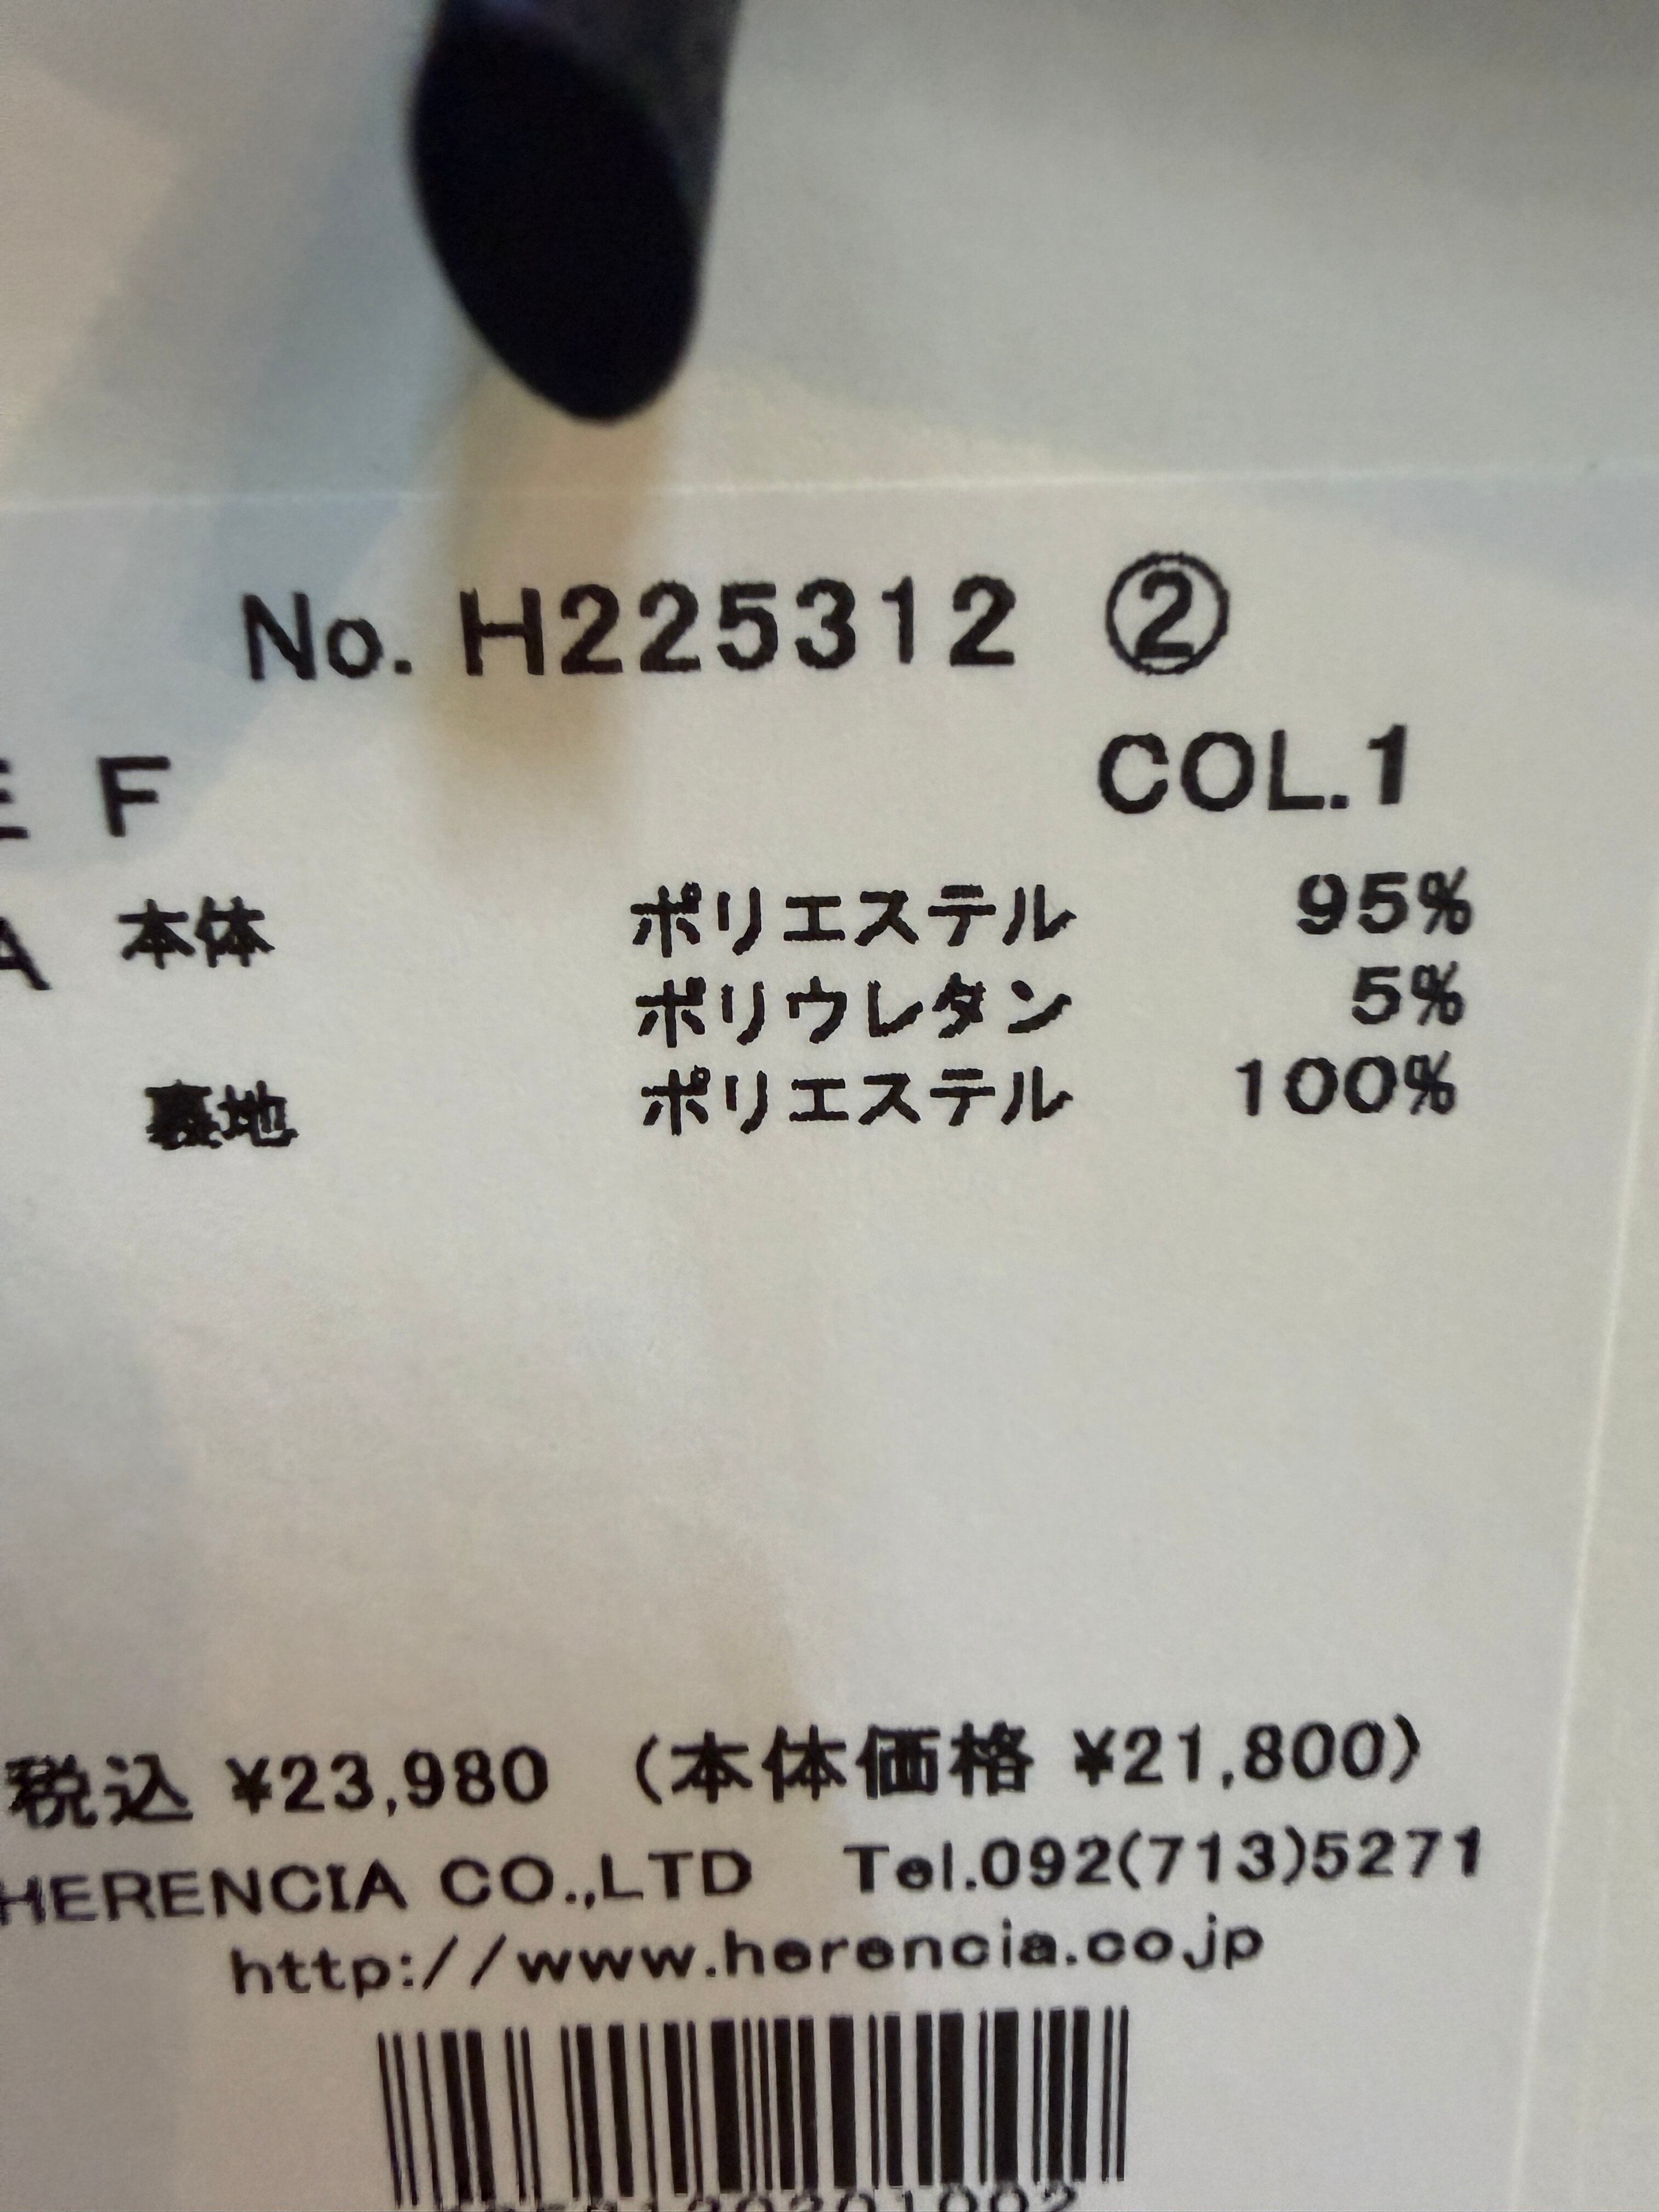 No. H225312 ②
E F COL.1
A 本体 ポリエステル 95%
ポリウレタン 5%
裏地 ポリエステル 100%
税込 ¥23,980 (本体価格 ¥21,800)
HERENCIA CO.,LTD Tel.092(713)5271
http://www.herencia.co.jp